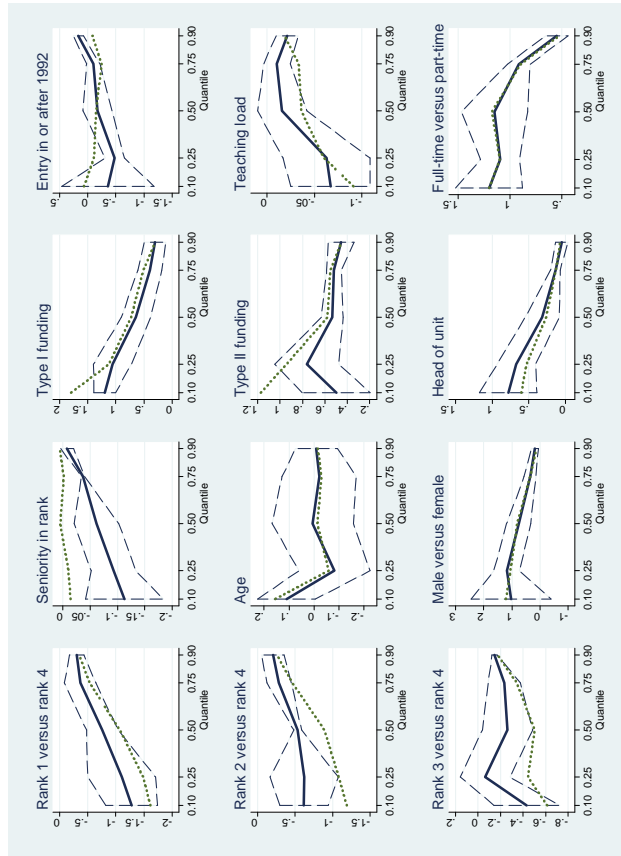 Rank 1 versus rank 4
0
-.5
-1
-1.5
-2
0.10 0.25 0.50 0.75 0.90
Quantile
Seniority in rank
0
-.05
-.1
-.15
-.2
0.10 0.25 0.50 0.75 0.90
Quantile
Type I funding
2
1.5
1
.5
0
0.10 0.25 0.50 0.75 0.90
Quantile
Entry in or after 1992
.5
0
-.5
-1
-1.5
0.10 0.25 0.50 0.75 0.90
Quantile
Rank 2 versus rank 4
0
-.5
-1
-1.5
0.10 0.25 0.50 0.75 0.90
Quantile
Age
.2
.1
0
-.1
-.2
0.10 0.25 0.50 0.75 0.90
Quantile
Type II funding
1.2
1
.8
.6
.4
.2
0.10 0.25 0.50 0.75 0.90
Quantile
Teaching load
0
-.05
-.1
0.10 0.25 0.50 0.75 0.90
Quantile
Rank 3 versus rank 4
.2
0
-.2
-.4
-.6
-.8
0.10 0.25 0.50 0.75 0.90
Quantile
Male versus female
3
2
1
0
-1
0.10 0.25 0.50 0.75 0.90
Quantile
Head of unit
1.5
1
.5
0
0.10 0.25 0.50 0.75 0.90
Quantile
Full-time versus part-time
1.5
1
.5
0.10 0.25 0.50 0.75 0.90
Quantile